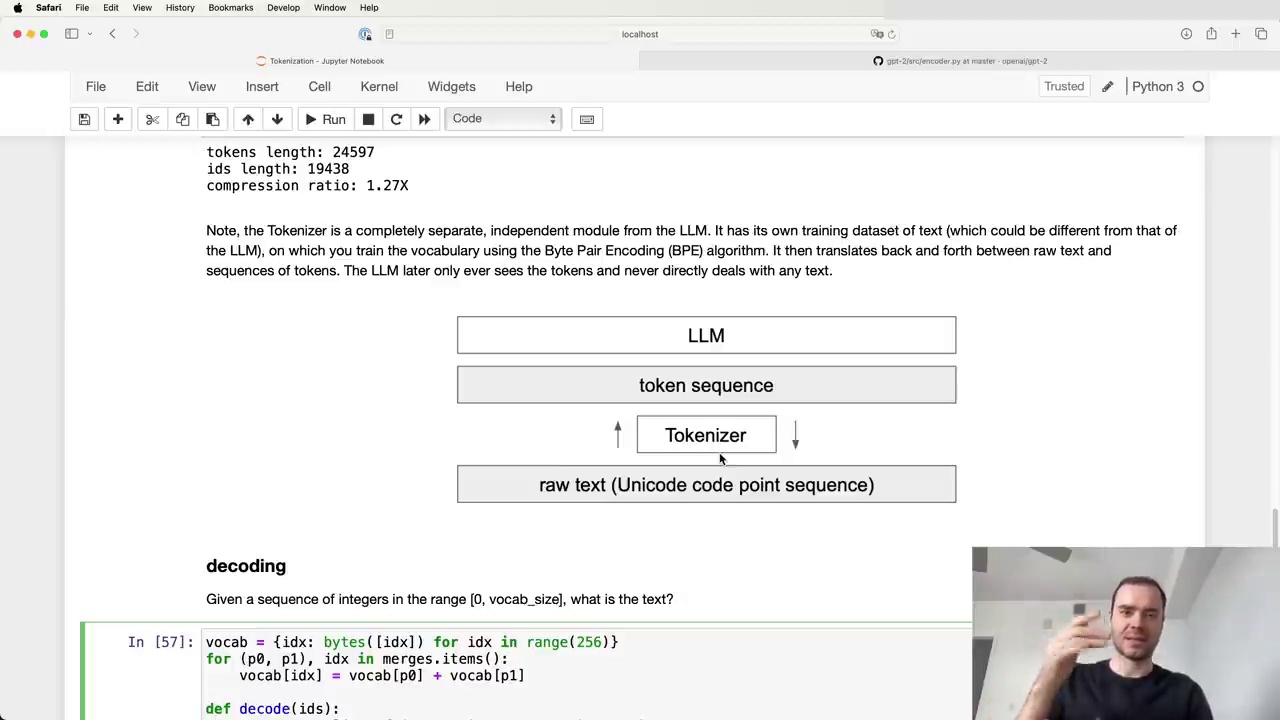 Safari File Edit View History Bookmarks Develop Window Help
localhost
Tokenization - Jupyter Notebook
gpt-2/src/encoder.py at master · openai/gpt-2
File Edit View Insert Cell Kernel Widgets Help
Trusted
Python 3
Run
Code
tokens length: 24597
ids length: 19438
compression ratio: 1.27X
Note, the Tokenizer is a completely separate, independent module from the LLM. It has its own training dataset of text (which could be different from that of
the LLM), on which you train the vocabulary using the Byte Pair Encoding (BPE) algorithm. It then translates back and forth between raw text and
sequences of tokens. The LLM later only ever sees the tokens and never directly deals with any text.
LLM
token sequence
Tokenizer
raw text (Unicode code point sequence)
decoding
Given a sequence of integers in the range [0, vocab_size], what is the text?
In [57]:
vocab = {idx: bytes([idx]) for idx in range(256)}
for (p0, p1), idx in merges.items():
    vocab[idx] = vocab[p0] + vocab[p1]
def decode(ids):